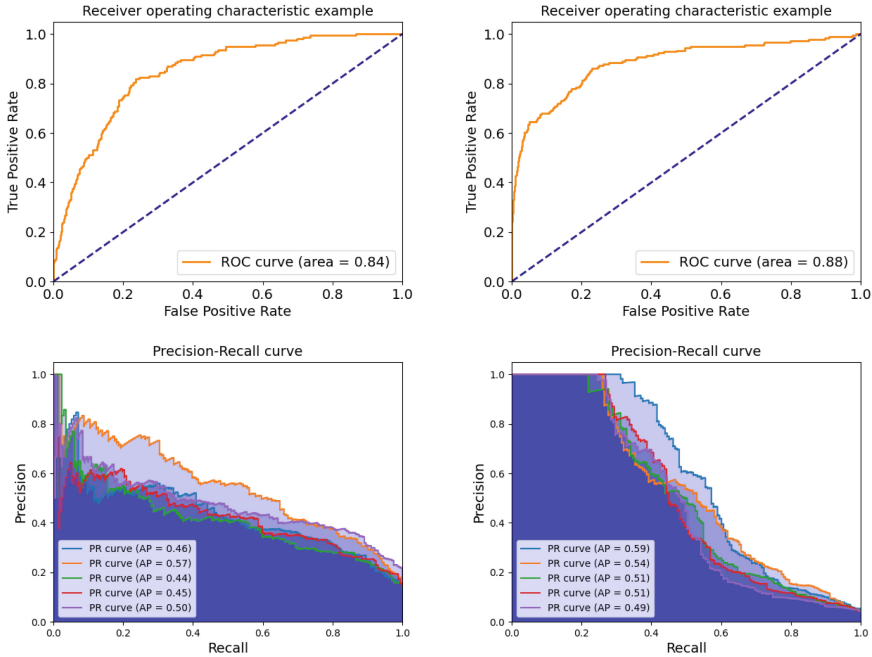 Receiver operating characteristic example
1.0
0.8
0.6
0.4
0.2
0.0
True Positive Rate
ROC curve (area = 0.84)
0.0 0.2 0.4 0.6 0.8 1.0
False Positive Rate
Receiver operating characteristic example
1.0
0.8
0.6
0.4
0.2
0.0
True Positive Rate
ROC curve (area = 0.88)
0.0 0.2 0.4 0.6 0.8 1.0
False Positive Rate
Precision-Recall curve
1.0
0.8
0.6
0.4
0.2
0.0
Precision
PR curve (AP = 0.46)
PR curve (AP = 0.57)
PR curve (AP = 0.44)
PR curve (AP = 0.45)
PR curve (AP = 0.50)
0.0 0.2 0.4 0.6 0.8 1.0
Recall
Precision-Recall curve
1.0
0.8
0.6
0.4
0.2
0.0
Precision
PR curve (AP = 0.59)
PR curve (AP = 0.54)
PR curve (AP = 0.51)
PR curve (AP = 0.51)
PR curve (AP = 0.49)
0.0 0.2 0.4 0.6 0.8 1.0
Recall